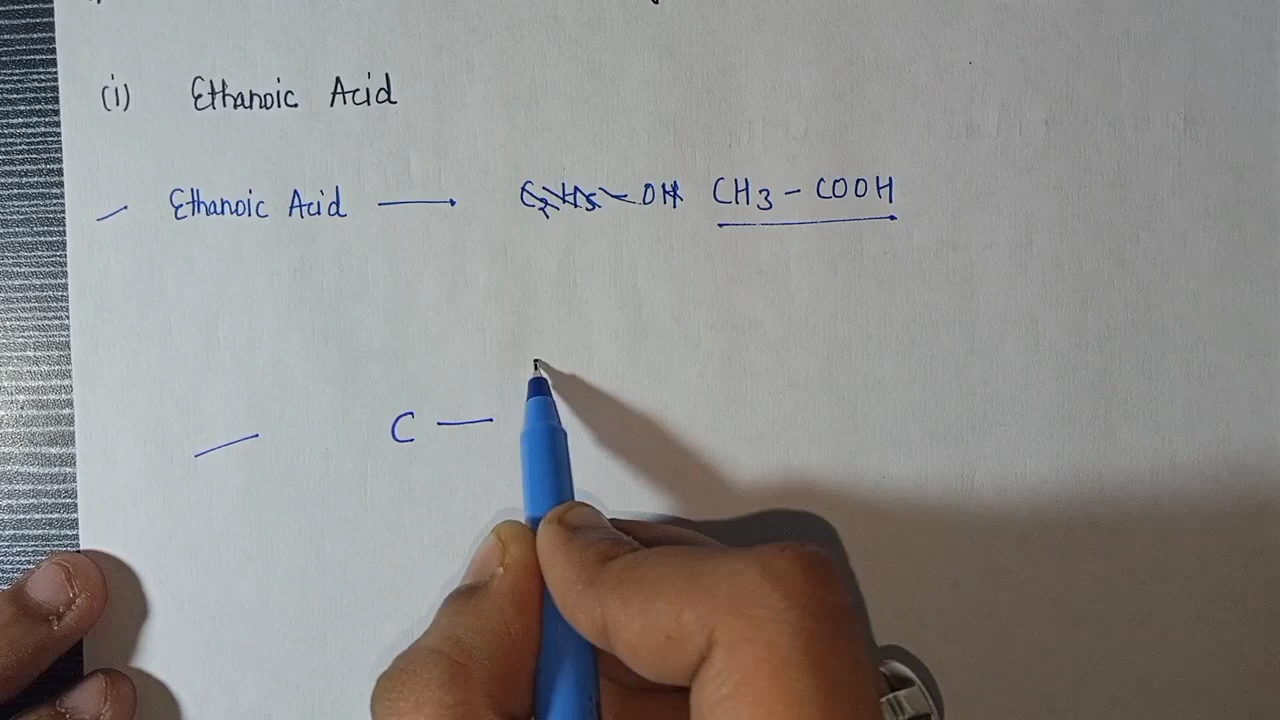 (i) Ethanoic Acid
Ethanoic Acid → C2H5-OH CH3-COOH
C —